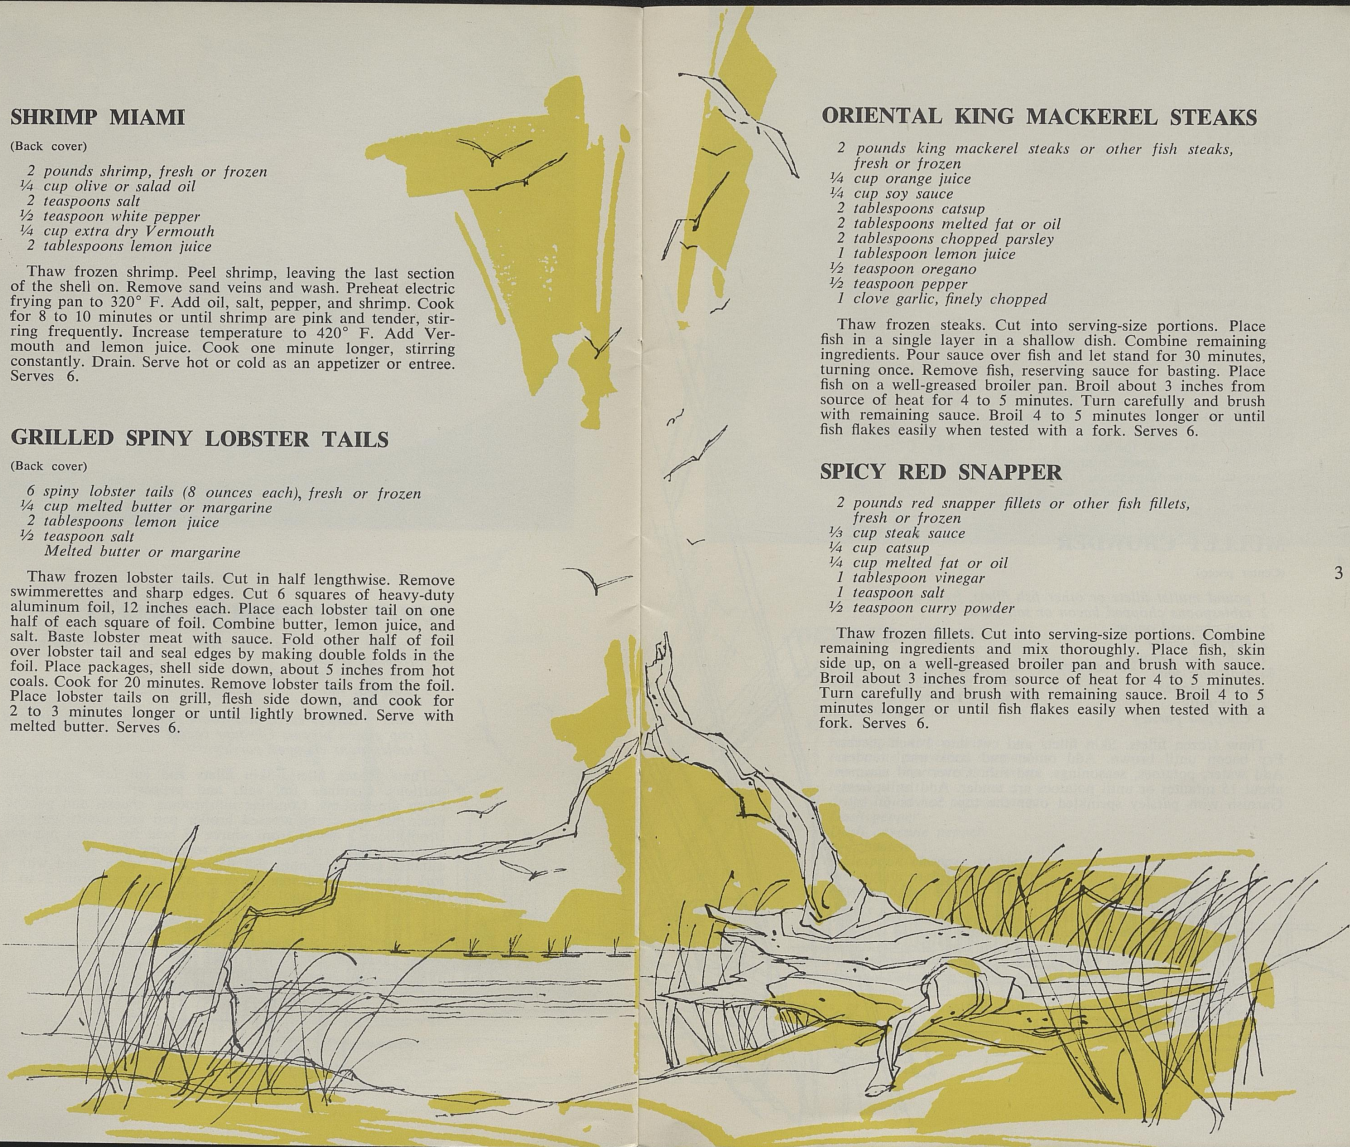 SHRIMP MIAMI
(Back cover)
2 pounds shrimp, fresh or frozen
¼ cup olive or salad oil
2 teaspoons salt
½ teaspoon white pepper
¼ cup extra dry Vermouth
2 tablespoons lemon juice
Thaw frozen shrimp. Peel shrimp, leaving the last section
of the shell on. Remove sand veins and wash. Preheat electric
frying pan to 320° F. Add oil, salt, pepper, and shrimp. Cook
for 8 to 10 minutes or until shrimp are pink and tender, stir-
ring frequently. Increase temperature to 420° F. Add Ver-
mouth and lemon juice. Cook one minute longer, stirring
constantly. Drain. Serve hot or cold as an appetizer or entree.
Serves 6.
GRILLED SPINY LOBSTER TAILS
(Back cover)
6 spiny lobster tails (8 ounces each), fresh or frozen
¼ cup melted butter or margarine
2 tablespoons lemon juice
½ teaspoon salt
Melted butter or margarine
Thaw frozen lobster tails. Cut in half lengthwise. Remove
swimmerettes and sharp edges. Cut 6 squares of heavy-duty
aluminum foil, 12 inches each. Place each lobster tail on one
half of each square of foil. Combine butter, lemon juice, and
salt. Baste lobster meat with sauce. Fold other half of foil
over lobster tail and seal edges by making double folds in the
foil. Place packages, shell side down, about 5 inches from hot
coals. Cook for 20 minutes. Remove lobster tails from the foil.
Place lobster tails on grill, flesh side down, and cook for
2 to 3 minutes longer or until lightly browned. Serve with
melted butter. Serves 6.
ORIENTAL KING MACKEREL STEAKS
2 pounds king mackerel steaks or other fish steaks,
fresh or frozen
¼ cup orange juice
¼ cup soy sauce
2 tablespoons catsup
2 tablespoons melted fat or oil
2 tablespoons chopped parsley
1 tablespoon lemon juice
½ teaspoon oregano
½ teaspoon pepper
1 clove garlic, finely chopped
Thaw frozen steaks. Cut into serving-size portions. Place
fish in a single layer in a shallow dish. Combine remaining
ingredients. Pour sauce over fish and let stand for 30 minutes,
turning once. Remove fish, reserving sauce for basting. Place
fish on a well-greased broiler pan. Broil about 3 inches from
source of heat for 4 to 5 minutes. Turn carefully and brush
with remaining sauce. Broil 4 to 5 minutes longer or until
fish flakes easily when tested with a fork. Serves 6.
SPICY RED SNAPPER
2 pounds red snapper fillets or other fish fillets,
fresh or frozen
⅓ cup steak sauce
¼ cup catsup
¼ cup melted fat or oil
1 tablespoon vinegar
1 teaspoon salt
½ teaspoon curry powder
Thaw frozen fillets. Cut into serving-size portions. Combine
remaining ingredients and mix thoroughly. Place fish, skin
side up, on a well-greased broiler pan and brush with sauce.
Broil about 3 inches from source of heat for 4 to 5 minutes.
Turn carefully and brush with remaining sauce. Broil 4 to 5
minutes longer or until fish flakes easily when tested with a
fork. Serves 6.
3